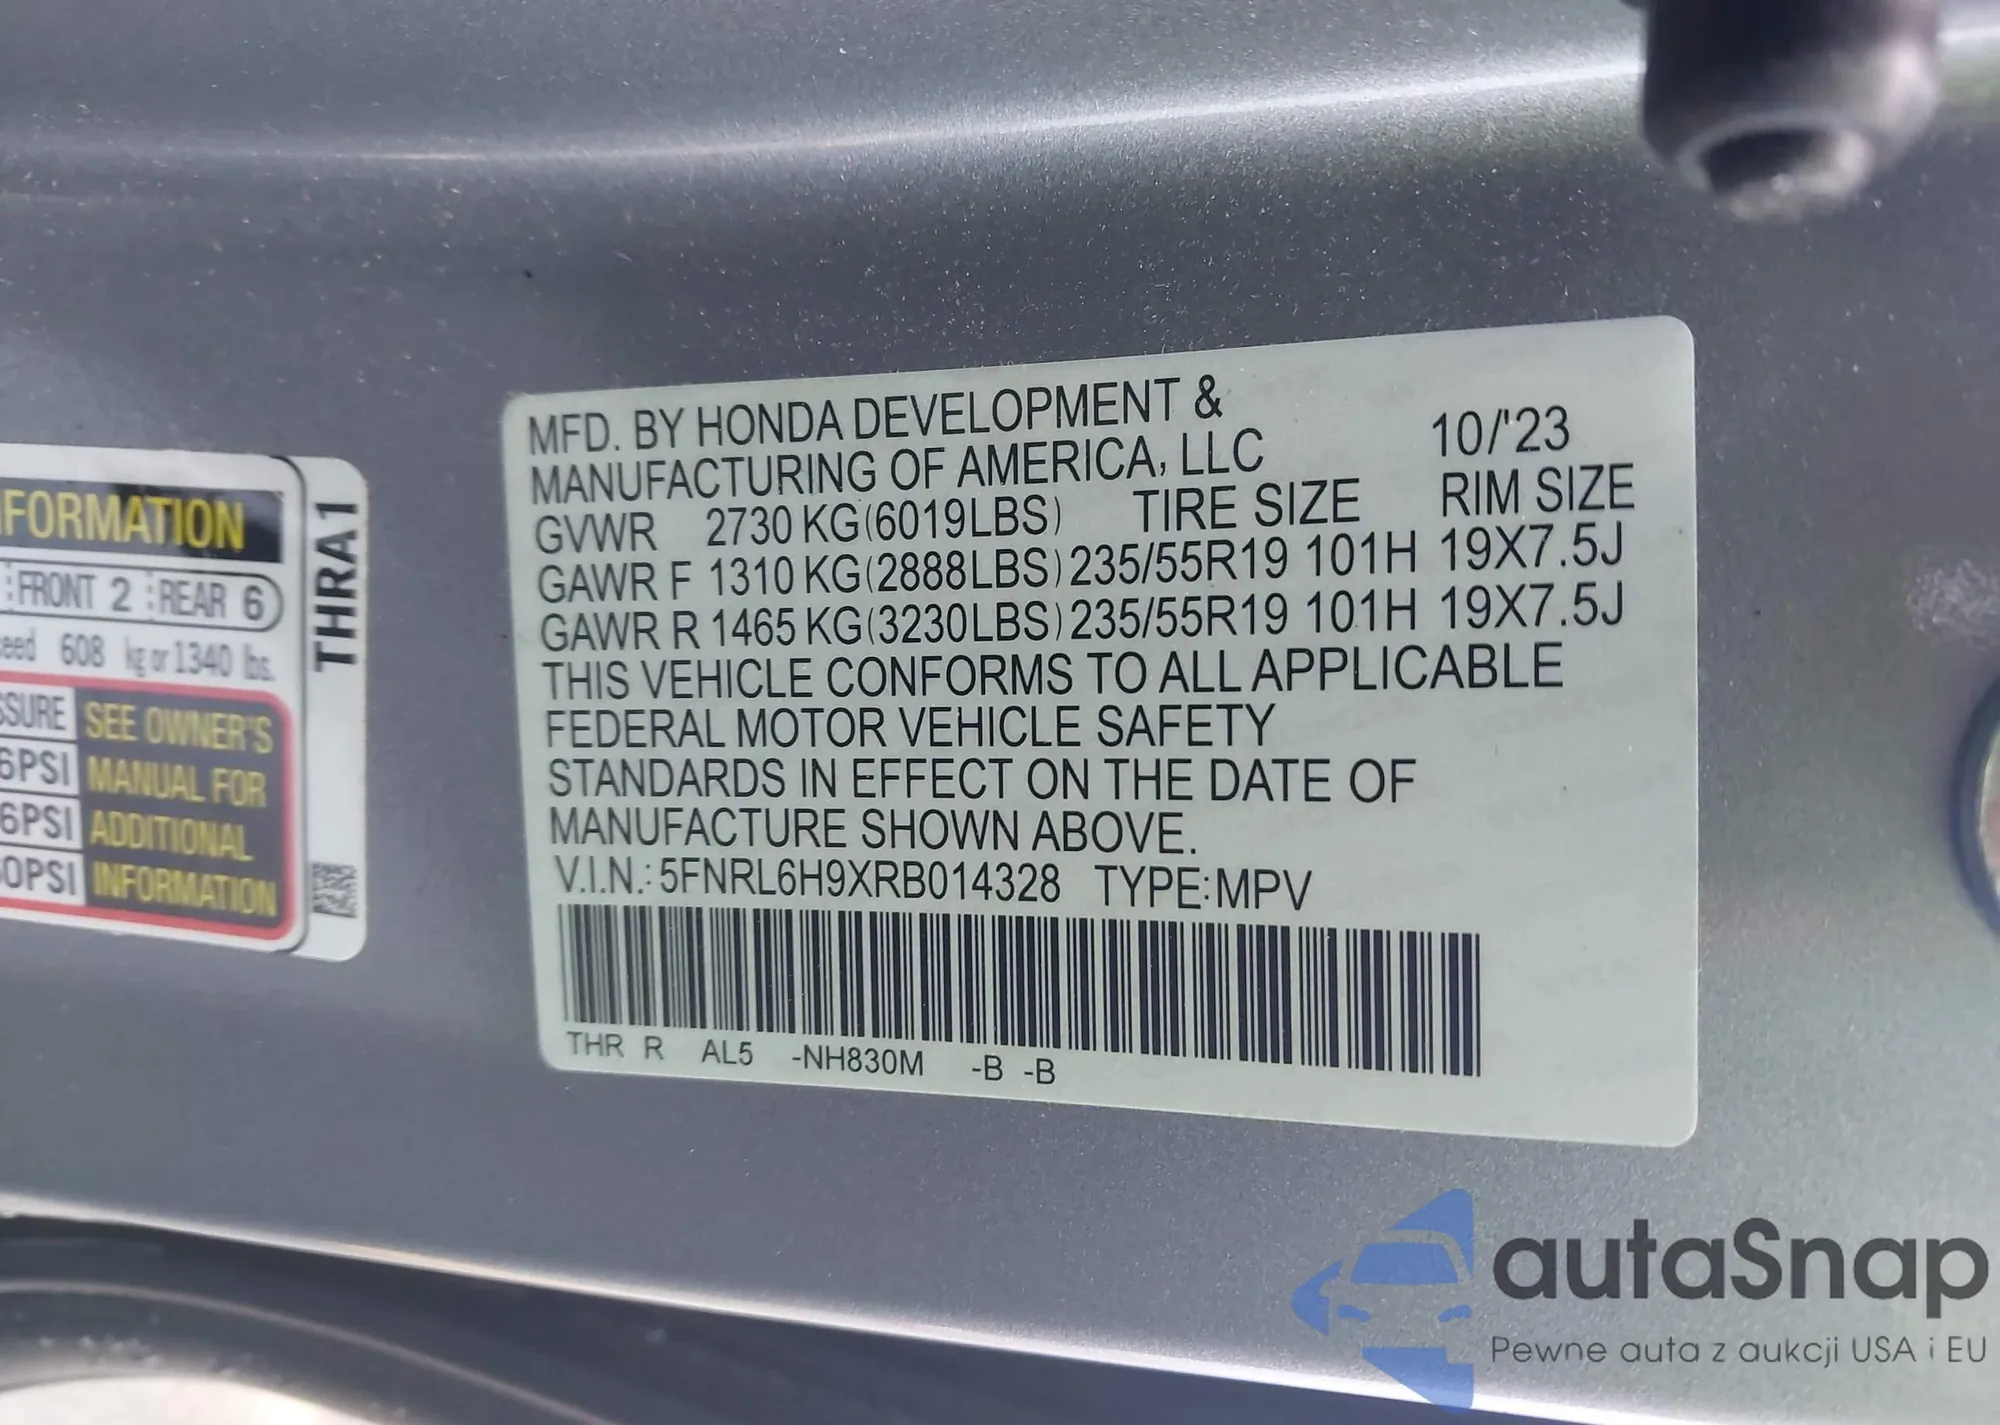 FORMATION
FRONT 2 REAR 6
608 kg or 1340 lbs.
SEE OWNER'S
6PSI MANUAL FOR
6PSI ADDITIONAL
0PSI INFORMATION
THRA1
MFD. BY HONDA DEVELOPMENT &
MANUFACTURING OF AMERICA, LLC 10/'23
GVWR 2730 KG(6019LBS) TIRE SIZE RIM SIZE
GAWR F 1310 KG(2888LBS) 235/55R19 101H 19X7.5J
GAWR R 1465 KG(3230LBS) 235/55R19 101H 19X7.5J
THIS VEHICLE CONFORMS TO ALL APPLICABLE
FEDERAL MOTOR VEHICLE SAFETY
STANDARDS IN EFFECT ON THE DATE OF
MANUFACTURE SHOWN ABOVE.
V.I.N.: 5FNRL6H9XRB014328 TYPE: MPV
THR R AL5 -NH830M -B -B
autaSnap
Pewne auta z aukcji USA i EU